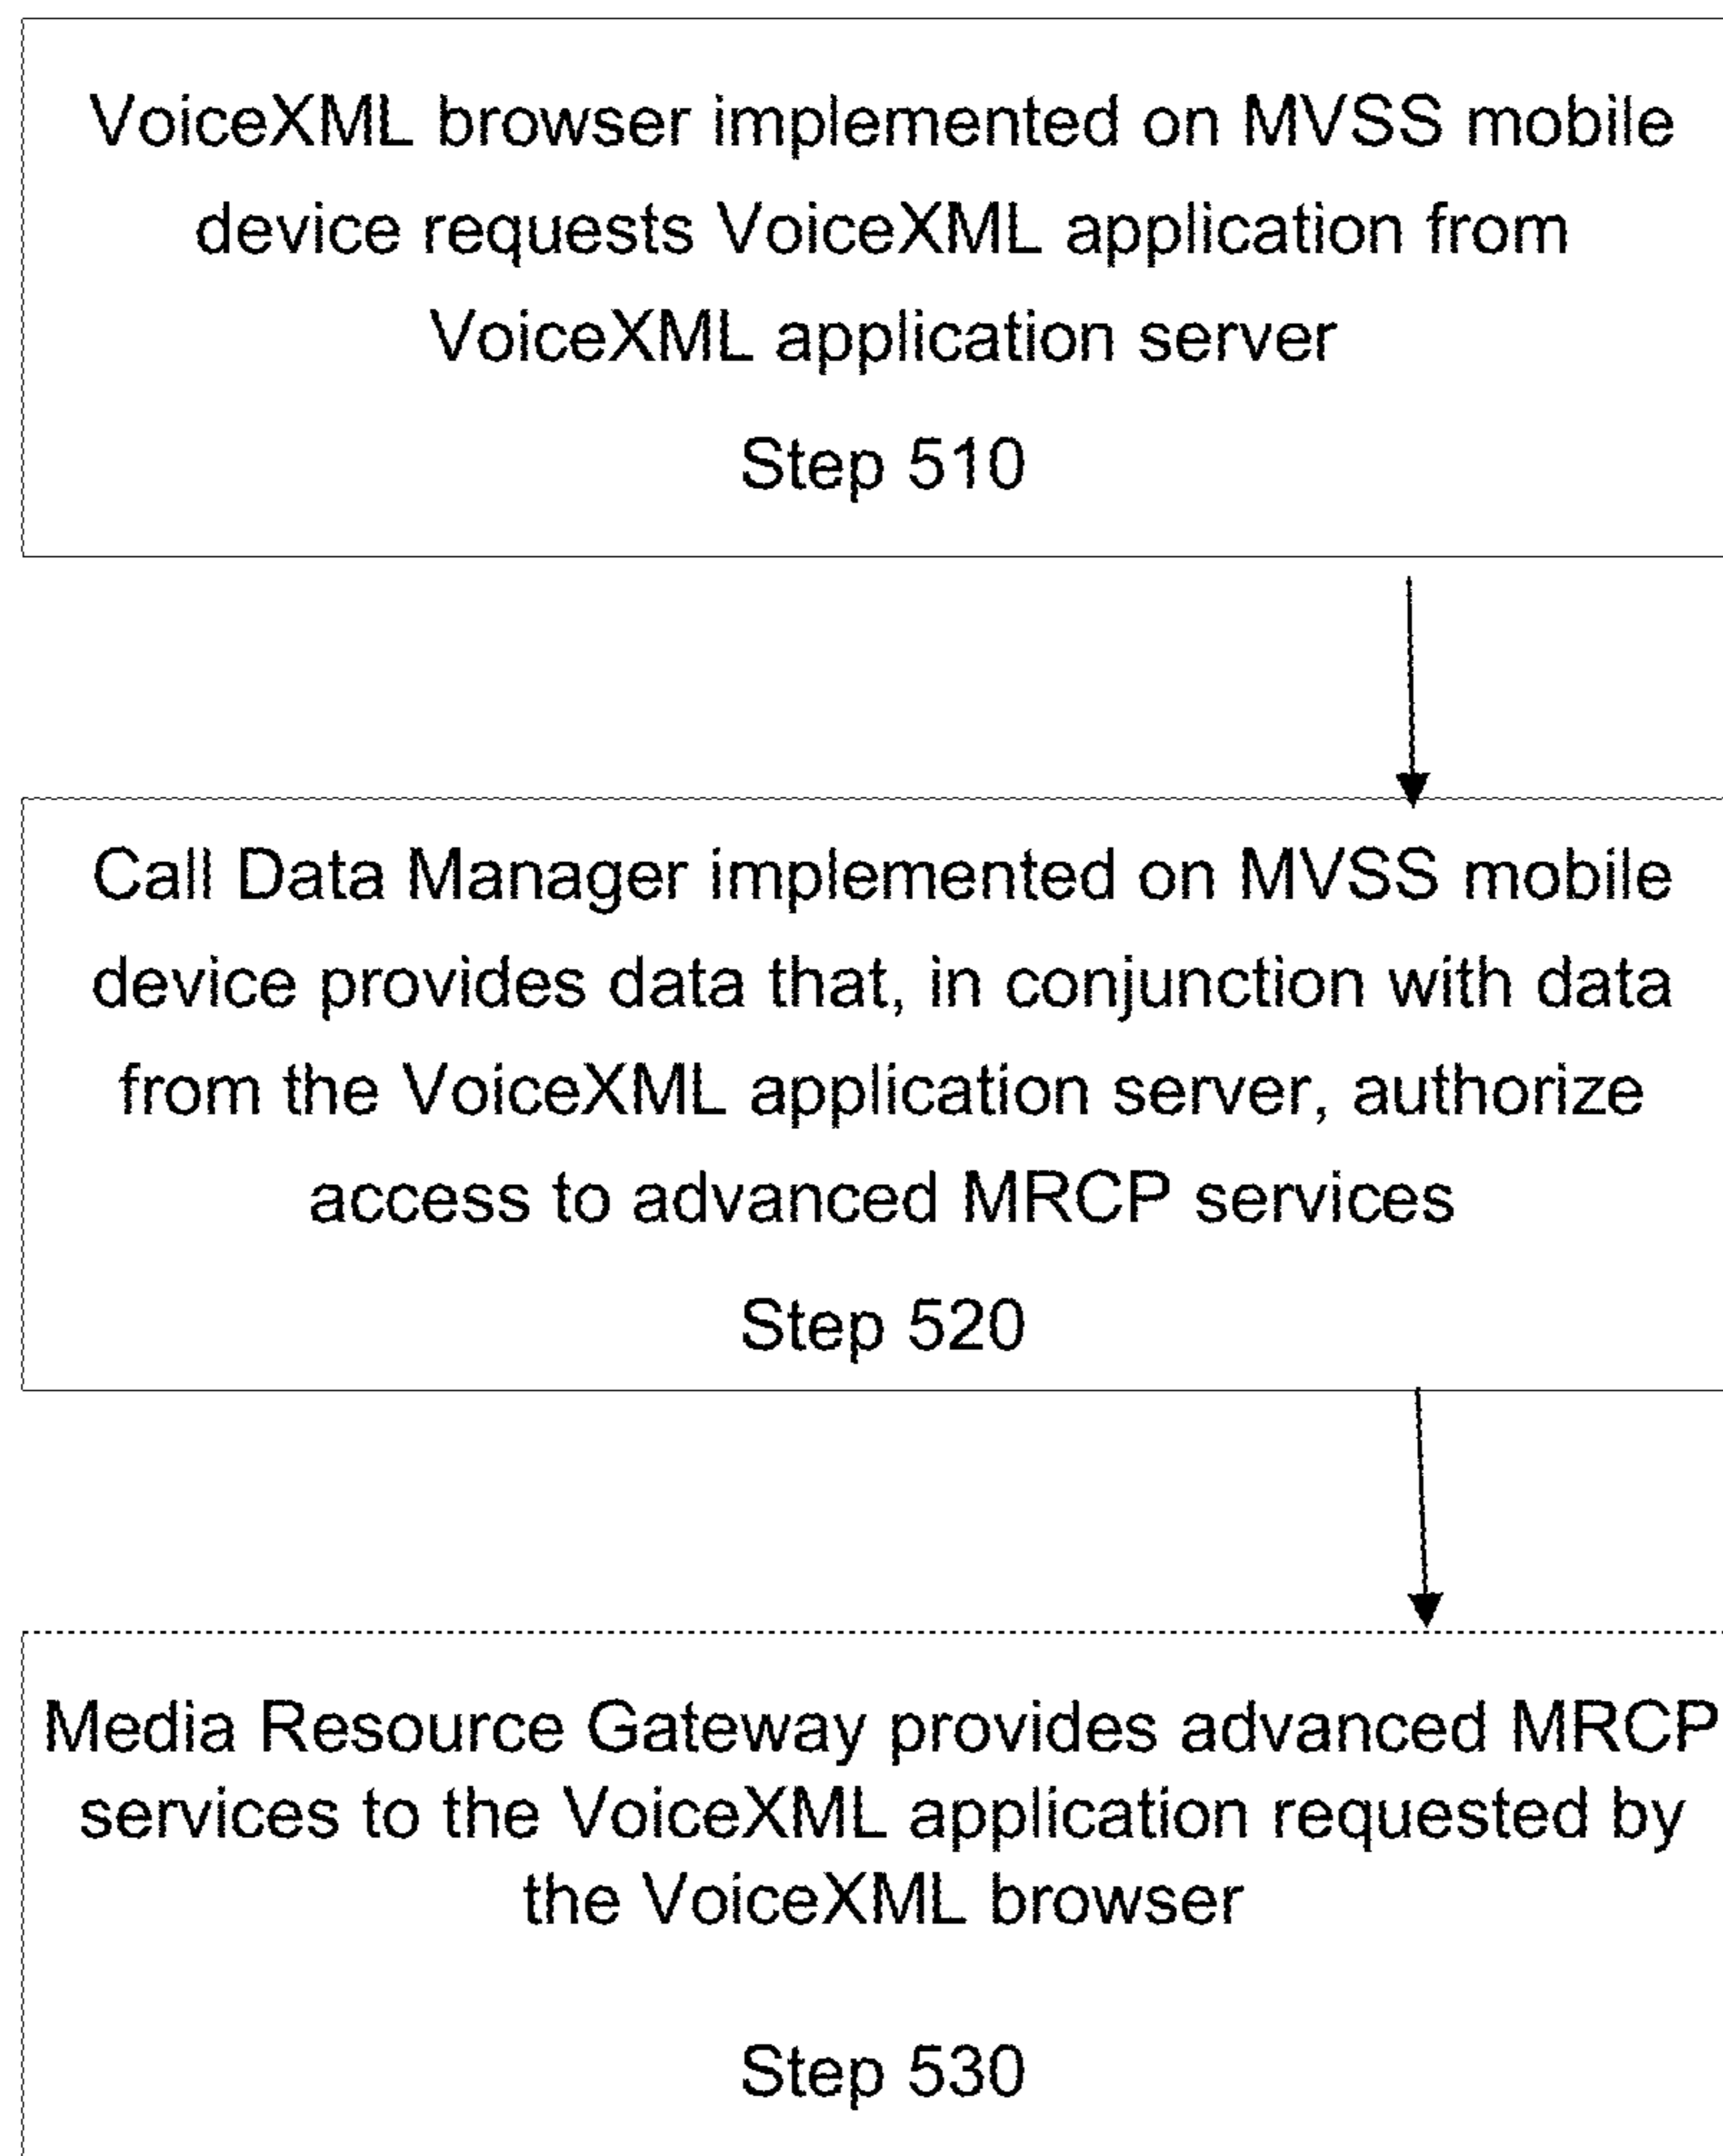 VoiceXML browser implemented on MVSS mobile
device requests VoiceXML application from
VoiceXML application server
Step 510
Call Data Manager implemented on MVSS mobile
device provides data that, in conjunction with data
from the VoiceXML application server, authorize
access to advanced MRCP services
Step 520
Media Resource Gateway provides advanced MRCP
services to the VoiceXML application requested by
the VoiceXML browser
Step 530